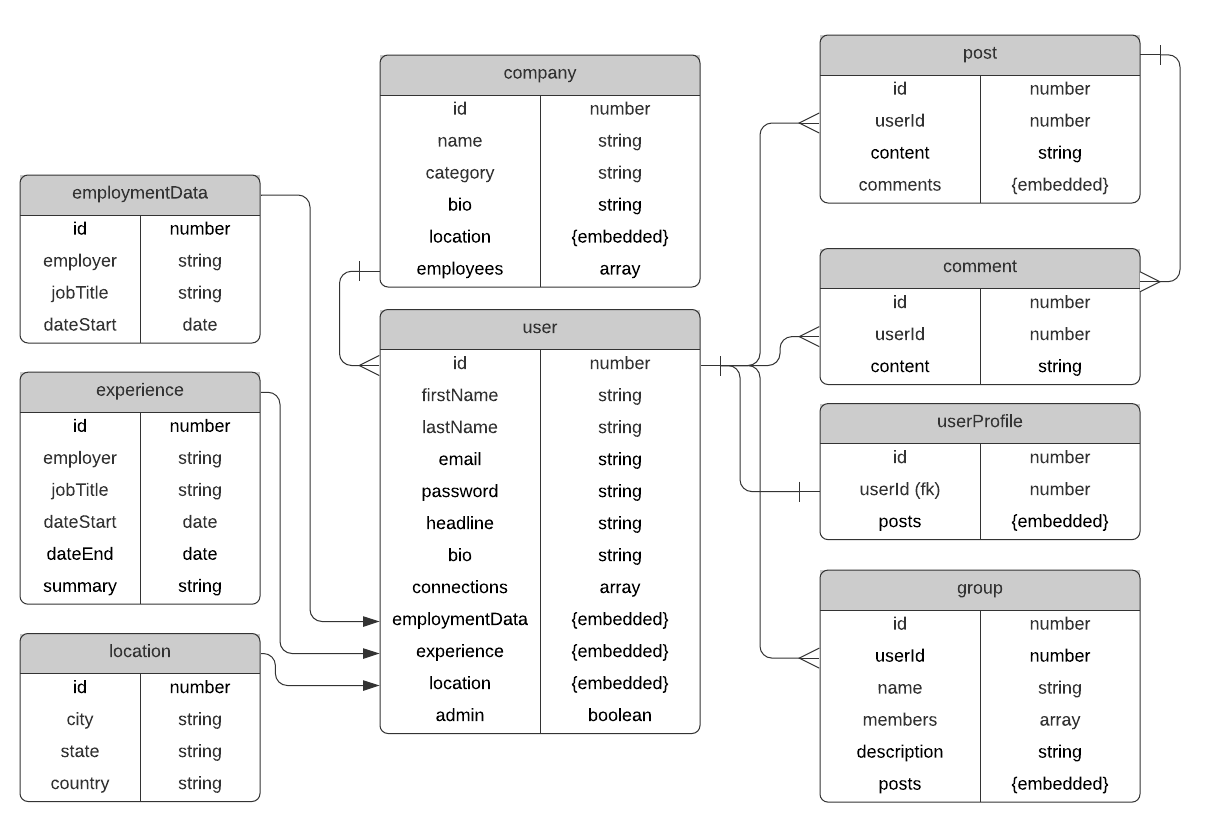 employmentData
id number
employer string
jobTitle string
dateStart date
experience
id number
employer string
jobTitle string
dateStart date
dateEnd date
summary string
location
id number
city string
state string
country string
company
id number
name string
category string
bio string
location {embedded}
employees array
user
id number
firstName string
lastName string
email string
password string
headline string
bio string
connections array
employmentData {embedded}
experience {embedded}
location {embedded}
admin boolean
post
id number
userId number
content string
comments {embedded}
comment
id number
userId number
content string
userProfile
id number
userId (fk) number
posts {embedded}
group
id number
userId number
name string
members array
description string
posts {embedded}